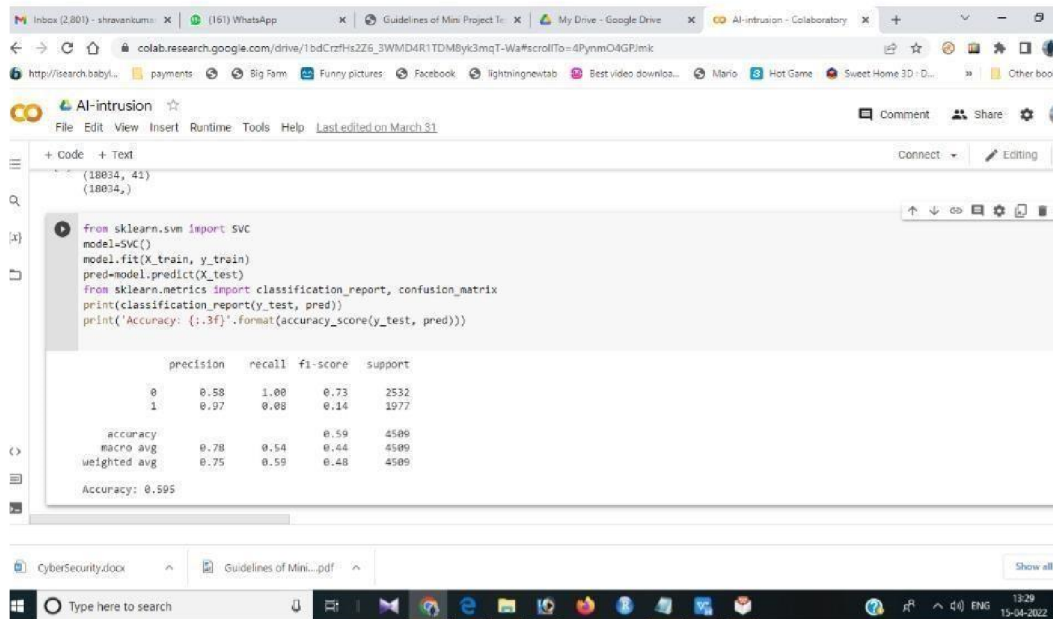 Inbox (2,801) - shravankuma (161) WhatsApp Guidelines of Mini Project Te My Drive - Google Drive AI-intrusion - Colaboratory
colab.research.google.com/drive/
http://isearch.babyl... payments Big Farm Funny pictures Facebook lightningnewtab Best video downloa... Mario Hot Game Sweet Home 3D : D... Other boo
AI-intrusion
Comment Share
File Edit View Insert Runtime Tools Help Last edited on March 31
+ Code + Text Connect Editing
(18034, 41)
(18034,)
from sklearn.svm import SVC
model=SVC()
model.fit(X_train, y_train)
pred=model.predict(X_test)
from sklearn.metrics import classification_report, confusion_matrix
print(classification_report(y_test, pred))
print('Accuracy: {:.3f}'.format(accuracy_score(y_test, pred)))
precision recall f1-score support
0 0.58 1.00 0.73 2532
1 0.97 0.08 0.14 1977
accuracy 0.59 4509
macro avg 0.78 0.54 0.44 4509
weighted avg 0.75 0.59 0.48 4509
Accuracy: 0.595
CyberSecurity.docx Guidelines of Mini....pdf Show all
Type here to search ENG 13:29
15-04-2022